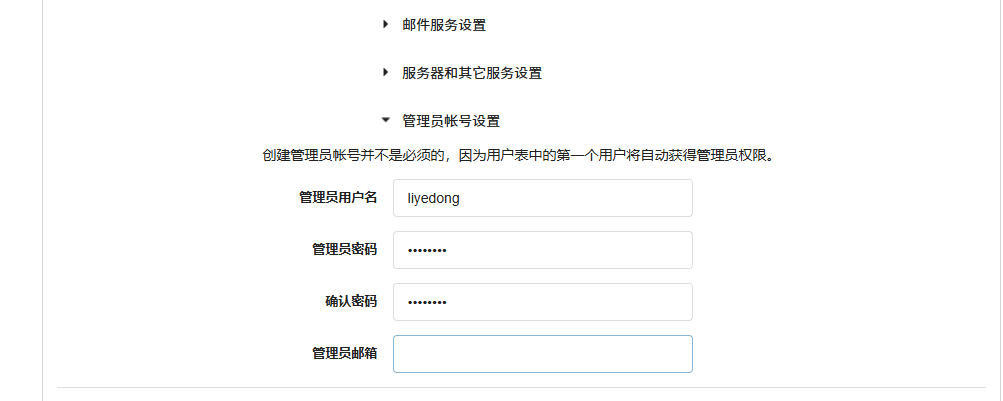 邮件服务设置
服务器和其它服务设置
管理员帐号设置
创建管理员帐号并不是必须的，因为用户表中的第一个用户将自动获得管理员权限。
管理员用户名 liyedong
管理员密码 ••••••••
确认密码 ••••••••
管理员邮箱